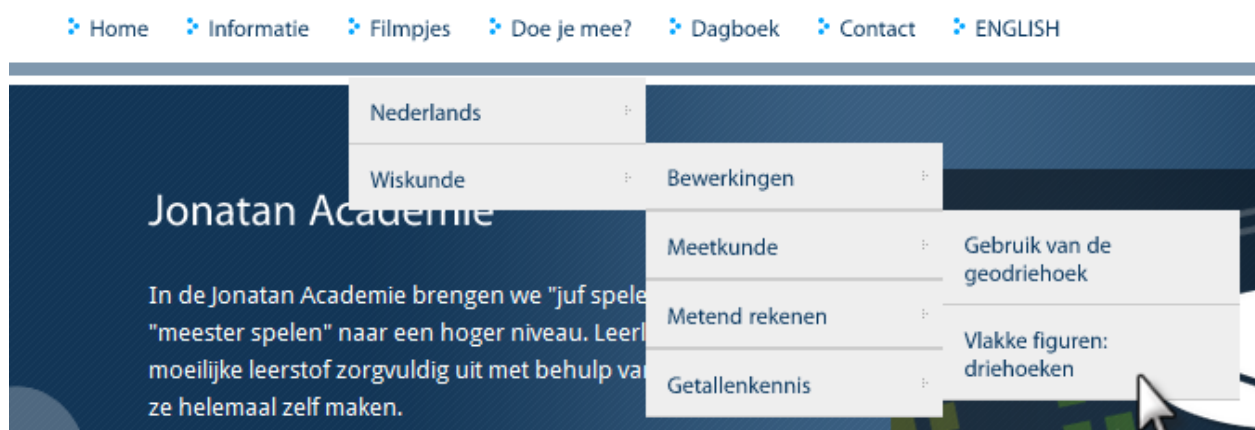 Home Informatie Filmpjes Doe je mee? Dagboek Contact ENGLISH
Nederlands
Wiskunde
Bewerkingen
Meetkunde
Metend rekenen
Getallenkennis
Gebruik van de
geodriehoek
Vlakke figuren:
driehoeken
Jonatan Academie
In de Jonatan Academie brengen we "juf spele
"meester spelen" naar een hoger niveau. Leerl
moeilijke leerstof zorgvuldig uit met behulp va
ze helemaal zelf maken.